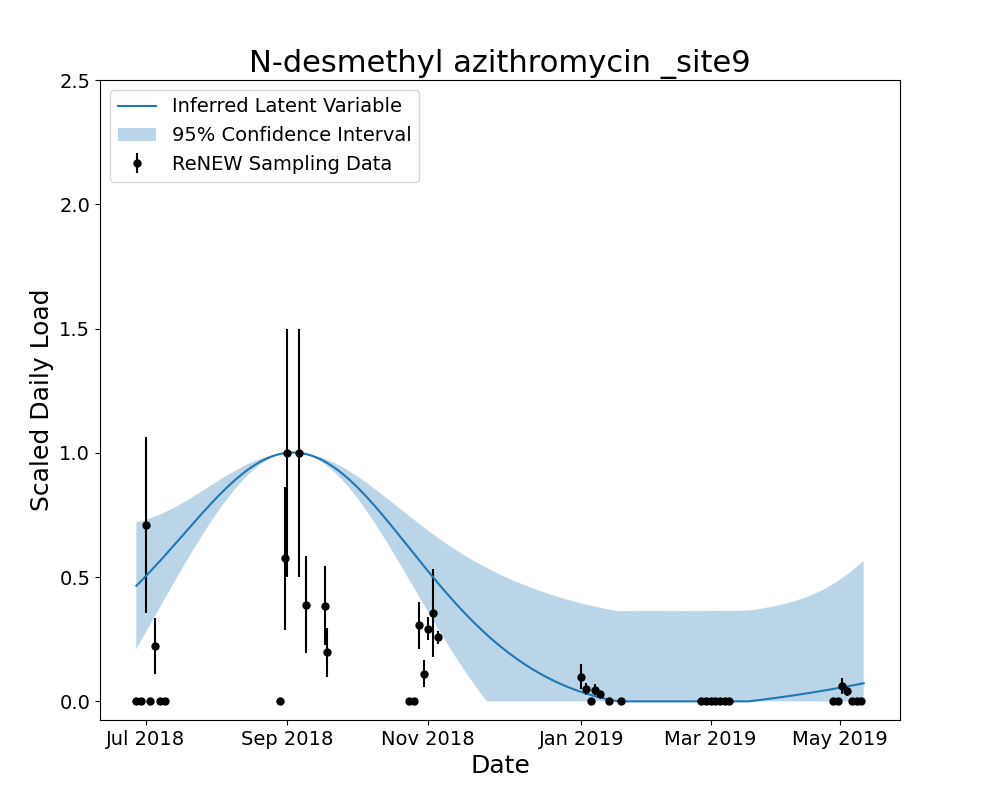 N-desmethyl azithromycin _site9
Inferred Latent Variable
95% Confidence Interval
ReNEW Sampling Data
Scaled Daily Load
2.5
2.0
1.5
1.0
0.5
0.0
Jul 2018 Sep 2018 Nov 2018 Jan 2019 Mar 2019 May 2019
Date